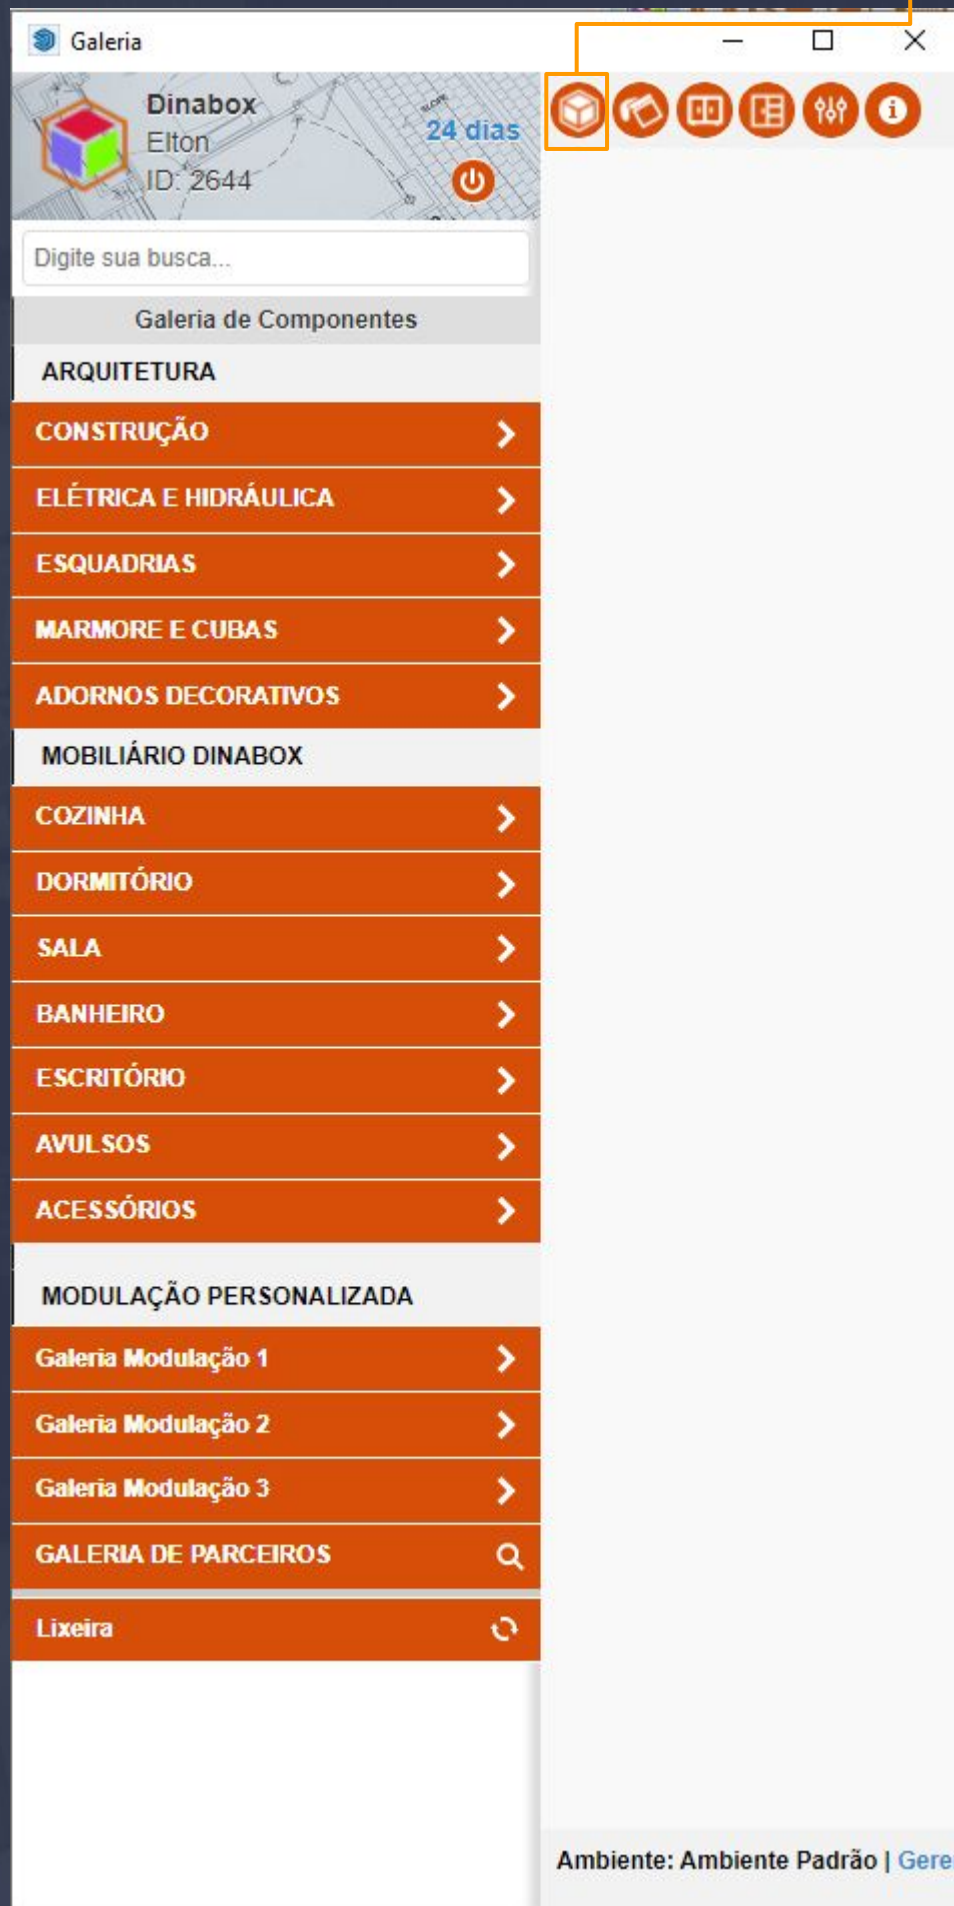 Galeria
Dinabox
Elton
24 dias
ID: 2644
Digite sua busca...
Galeria de Componentes
ARQUITETURA
CONSTRUÇÃO
ELÉTRICA E HIDRÁULICA
ESQUADRIAS
MARMORE E CUBAS
ADORNOS DECORATIVOS
MOBILIÁRIO DINABOX
COZINHA
DORMITÓRIO
SALA
BANHEIRO
ESCRITÓRIO
AVULSOS
ACESSÓRIOS
MODULAÇÃO PERSONALIZADA
Galeria Modulação 1
Galeria Modulação 2
Galeria Modulação 3
GALERIA DE PARCEIROS
Lixeira
Ambiente: Ambiente Padrão |